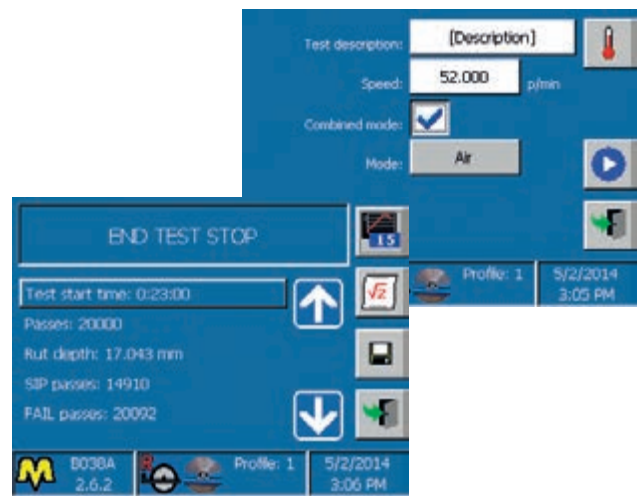 Test description: [Description]
Speed: 52.000 p/min
Combined mode:
Mode: Air
Profile: 1 5/2/2014
3:05 PM
END TEST STOP
15
Test start time: 0:23:00
√2
Passes: 20000
Rut depth: 17.043 mm
SIP passes: 14910
FAIL passes: 20092
B038A Profile: 1 5/2/2014
2.6.2 3:06 PM